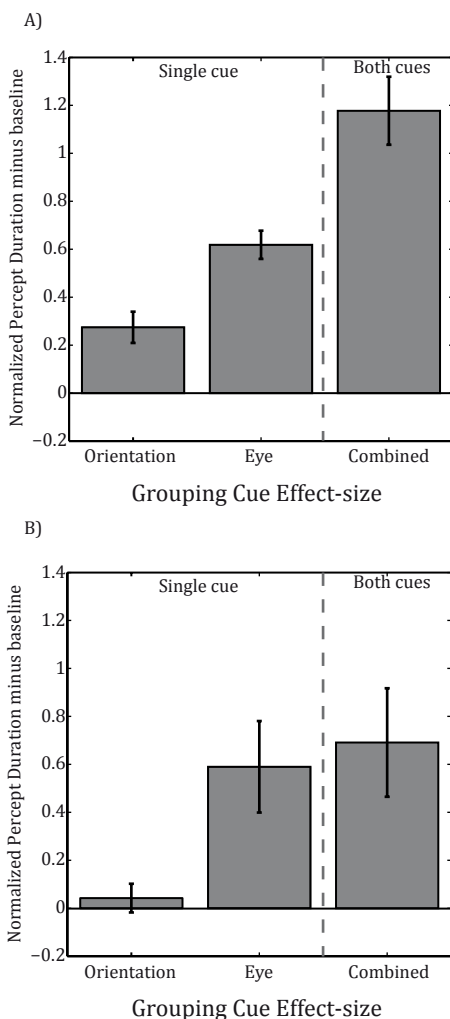 A)
Normalized Percept Duration minus baseline
1.4
1.2
1
0.8
0.6
0.4
0.2
0
−0.2
Single cue
Both cues
Orientation
Eye
Combined
Grouping Cue Effect-size
B)
Normalized Percept Duration minus baseline
1.4
1.2
1
0.8
0.6
0.4
0.2
0
−0.2
Single cue
Both cues
Orientation
Eye
Combined
Grouping Cue Effect-size